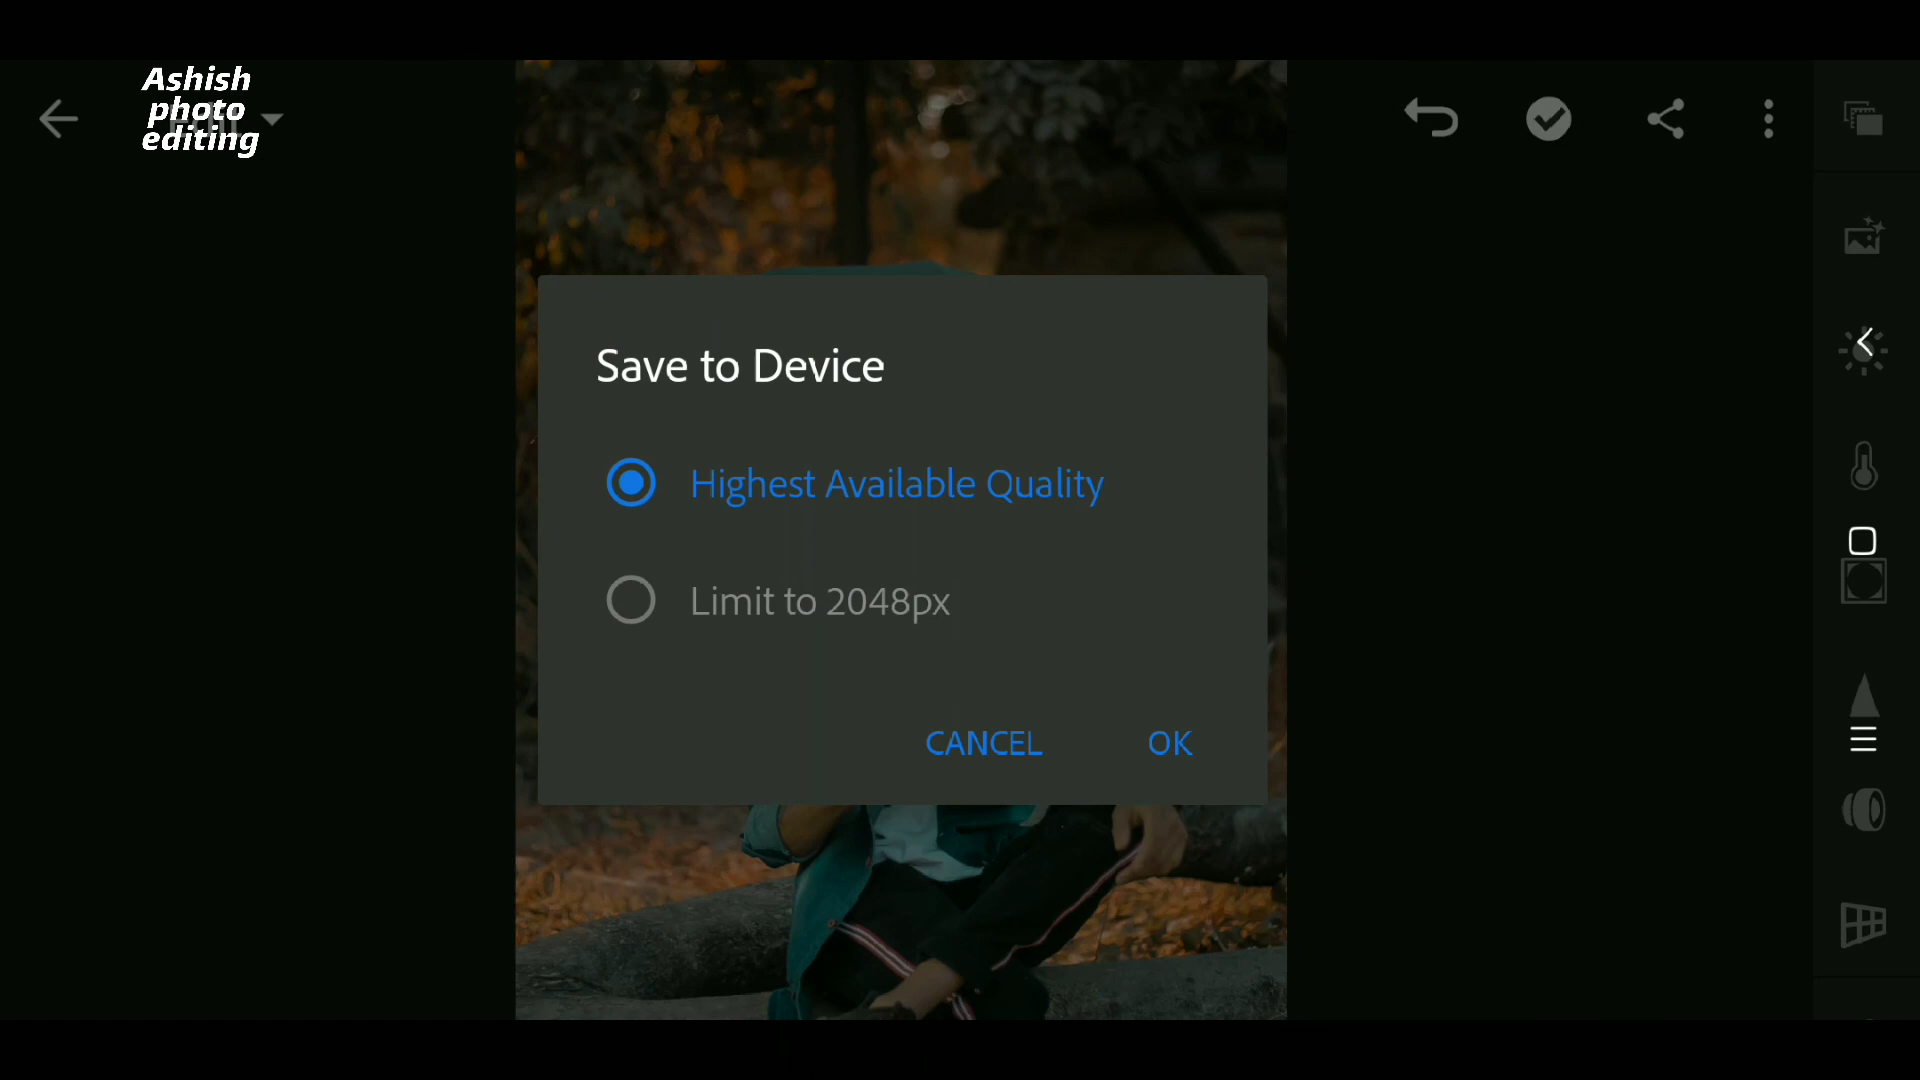 Ashish
photo
editing
Save to Device
Highest Available Quality
Limit to 2048px
CANCEL
OK